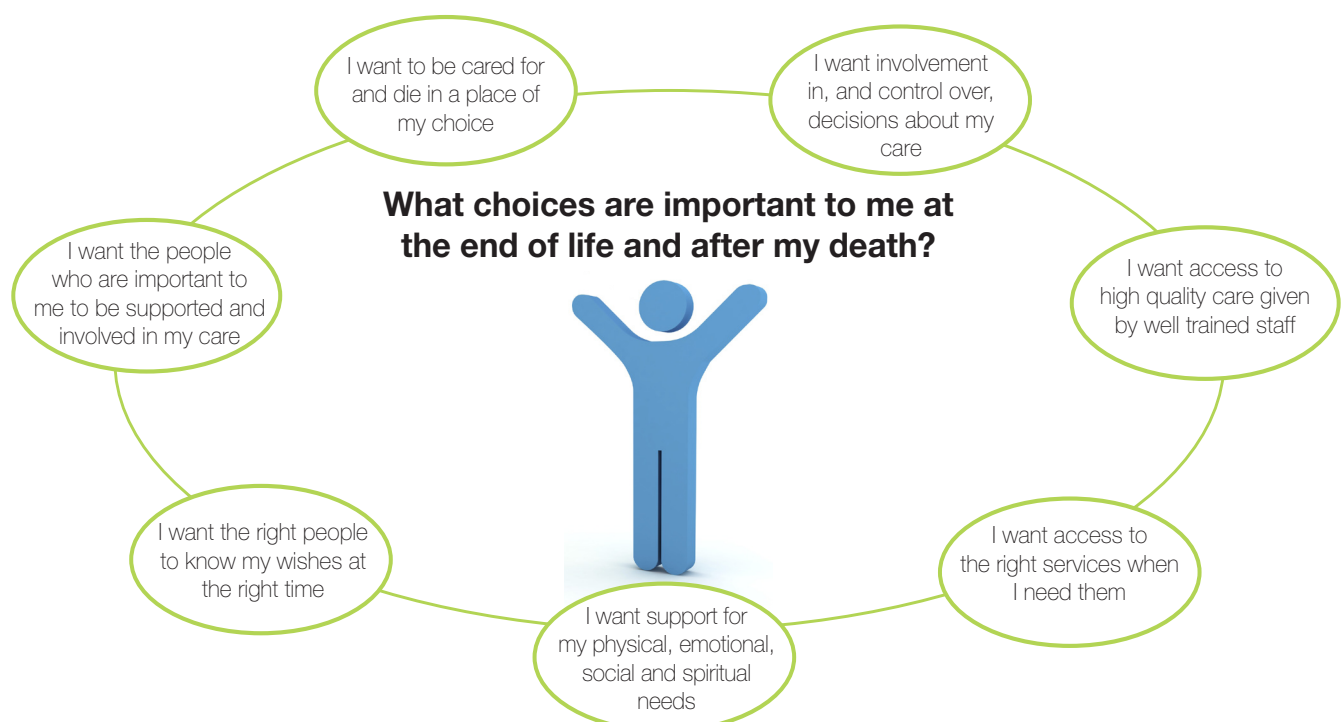 What choices are important to me at
the end of life and after my death?
I want to be cared for
and die in a place of
my choice
I want involvement
in, and control over,
decisions about my
care
I want access to
high quality care given
by well trained staff
I want access to
the right services when
I need them
I want support for
my physical, emotional,
social and spiritual
needs
I want the right people
to know my wishes at
the right time
I want the people
who are important to
me to be supported and
involved in my care